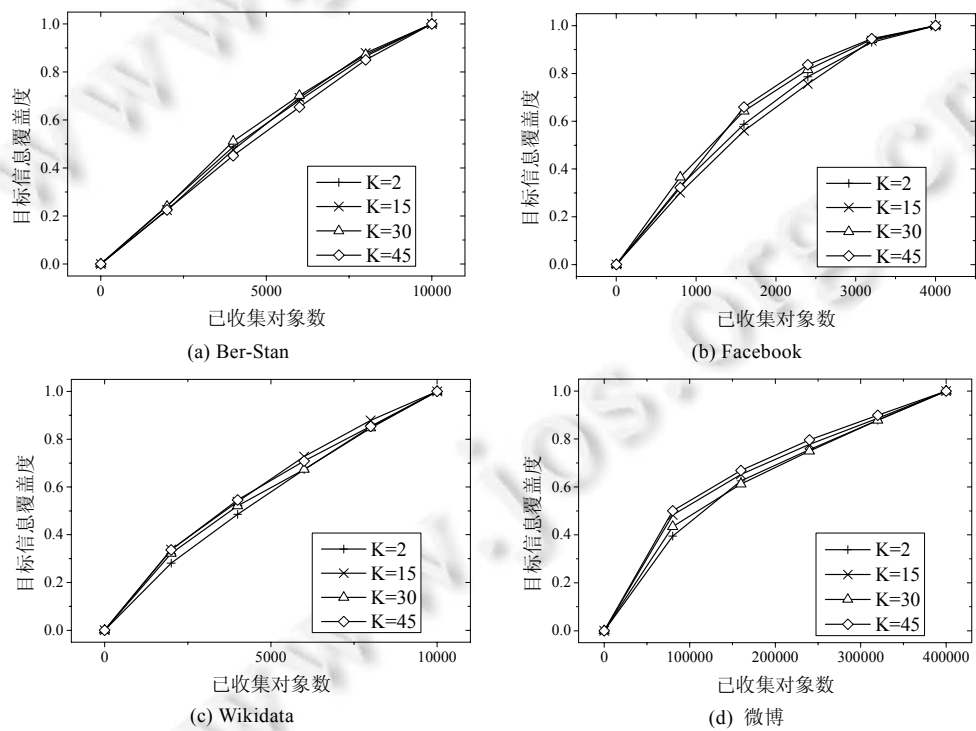 1.0
0.8
0.6
0.4
0.2
0.0
目标信息覆盖度
K=2
K=15
K=30
K=45
0
5000
10000
已收集对象数
(a) Ber-Stan
1.0
0.8
0.6
0.4
0.2
0.0
目标信息覆盖度
K=2
K=15
K=30
K=45
0
1000
2000
3000
4000
已收集对象数
(b) Facebook
1.0
0.8
0.6
0.4
0.2
0.0
目标信息覆盖度
K=2
K=15
K=30
K=45
0
5000
10000
已收集对象数
(c) Wikidata
1.0
0.8
0.6
0.4
0.2
0.0
目标信息覆盖度
K=2
K=15
K=30
K=45
0
100000
200000
300000
400000
已收集对象数
(d) 微博